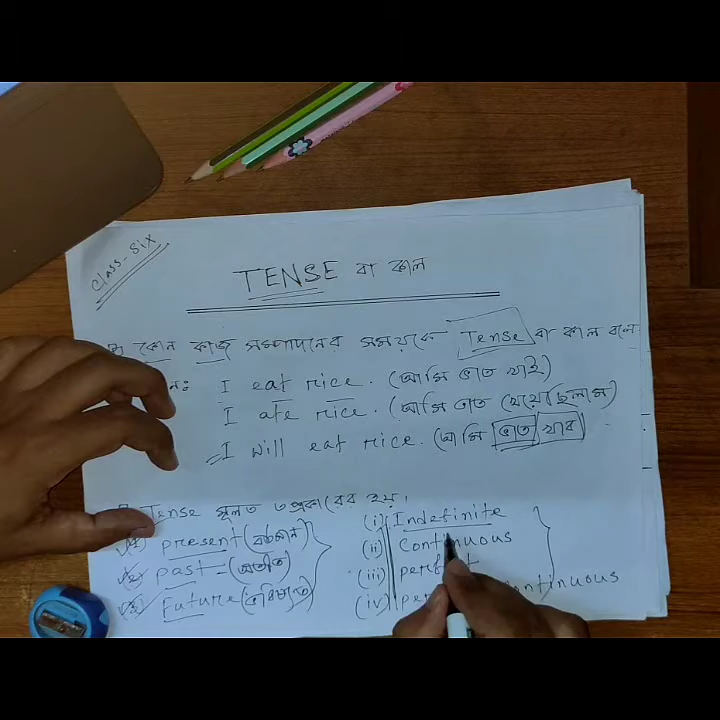 Class-Six
TENSE বা কাল
কোন কাজ সম্পাদনের সময়কে Tense বা কাল বলে
I eat rice. (আমি ভাত খাই)
I ate rice. (আমি ভাত খেয়েছিলাম)
I will eat rice. (আমি ভাত খাব)
Tense মূলত ৩ প্রকারের হয়।
present (বর্তমান)
past = (অতীত)
Future (ভবিষ্যত)
(i) Indefinite
(ii) Continuous
(iii)
(iv) continuous